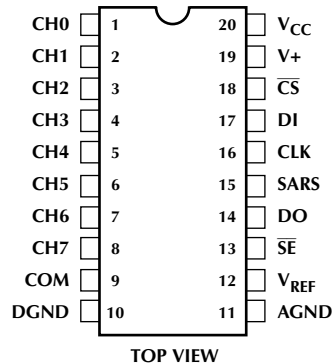 CH0 1 20 VCC
CH1 2 19 V+
CH2 3 18 C̅S̅
CH3 4 17 DI
CH4 5 16 CLK
CH5 6 15 SARS
CH6 7 14 DO
CH7 8 13 S̅E̅
COM 9 12 VREF
DGND 10 11 AGND
TOP VIEW